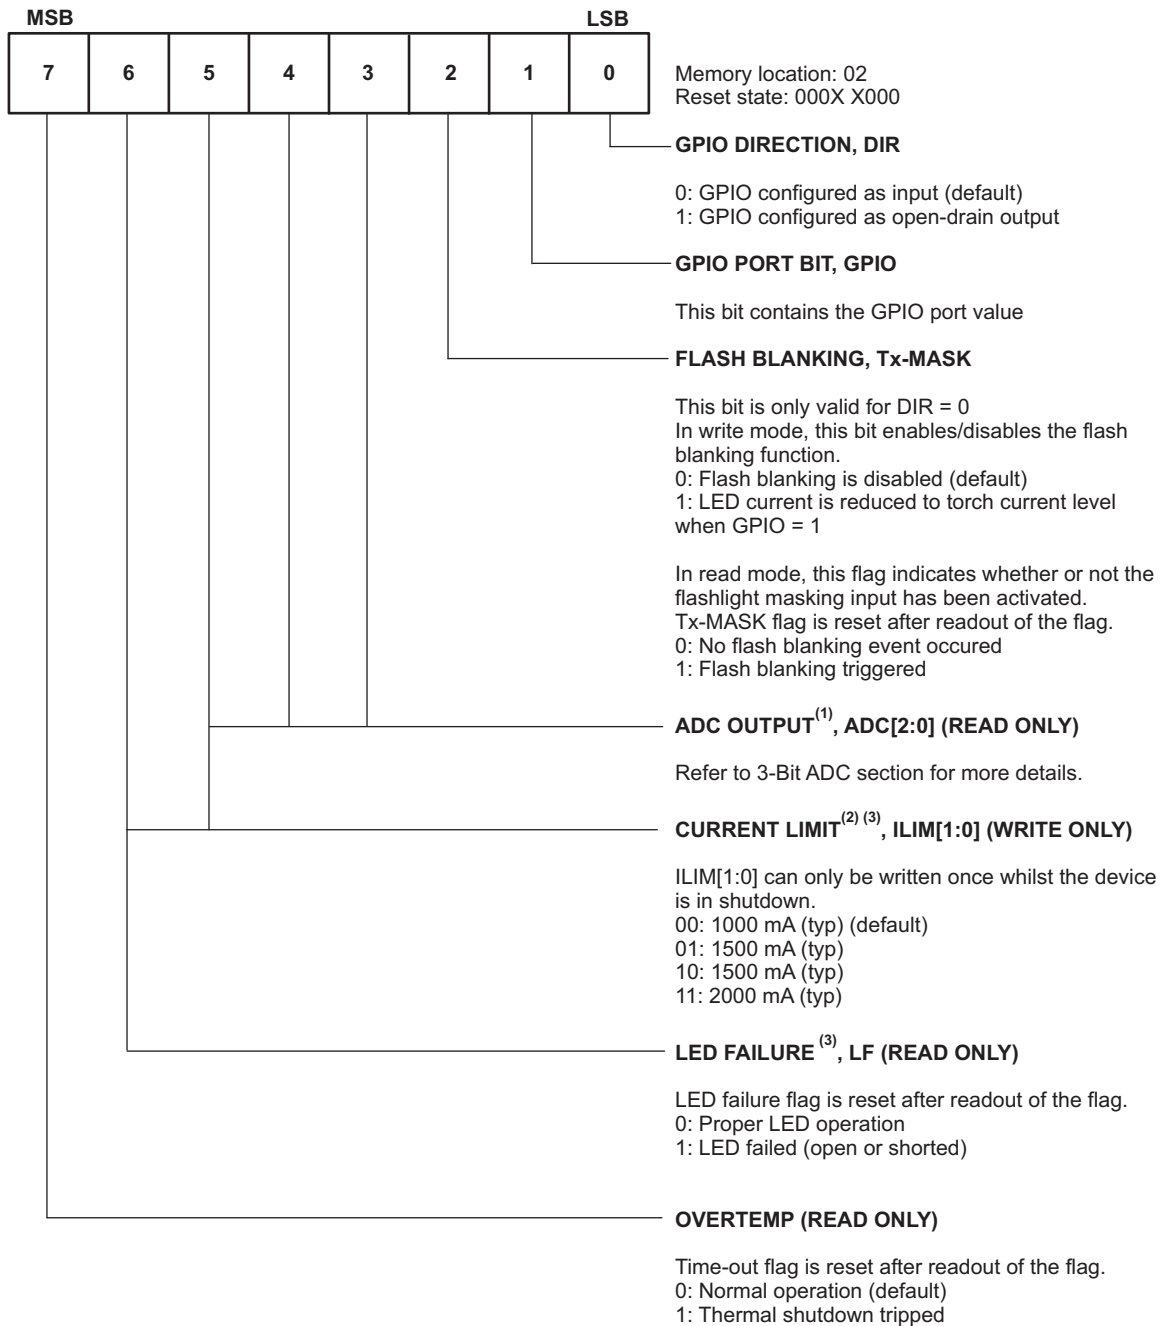 MSB LSB
7 6 5 4 3 2 1 0
Memory location: 02
Reset state: 000X X000
GPIO DIRECTION, DIR
0: GPIO configured as input (default)
1: GPIO configured as open-drain output
GPIO PORT BIT, GPIO
This bit contains the GPIO port value
FLASH BLANKING, Tx-MASK
This bit is only valid for DIR = 0
In write mode, this bit enables/disables the flash
blanking function.
0: Flash blanking is disabled (default)
1: LED current is reduced to torch current level
when GPIO = 1
In read mode, this flag indicates whether or not the
flashlight masking input has been activated.
Tx-MASK flag is reset after readout of the flag.
0: No flash blanking event occured
1: Flash blanking triggered
ADC OUTPUT(1), ADC[2:0] (READ ONLY)
Refer to 3-Bit ADC section for more details.
CURRENT LIMIT(2) (3), ILIM[1:0] (WRITE ONLY)
ILIM[1:0] can only be written once whilst the device
is in shutdown.
00: 1000 mA (typ) (default)
01: 1500 mA (typ)
10: 1500 mA (typ)
11: 2000 mA (typ)
LED FAILURE (3), LF (READ ONLY)
LED failure flag is reset after readout of the flag.
0: Proper LED operation
1: LED failed (open or shorted)
OVERTEMP (READ ONLY)
Time-out flag is reset after readout of the flag.
0: Normal operation (default)
1: Thermal shutdown tripped